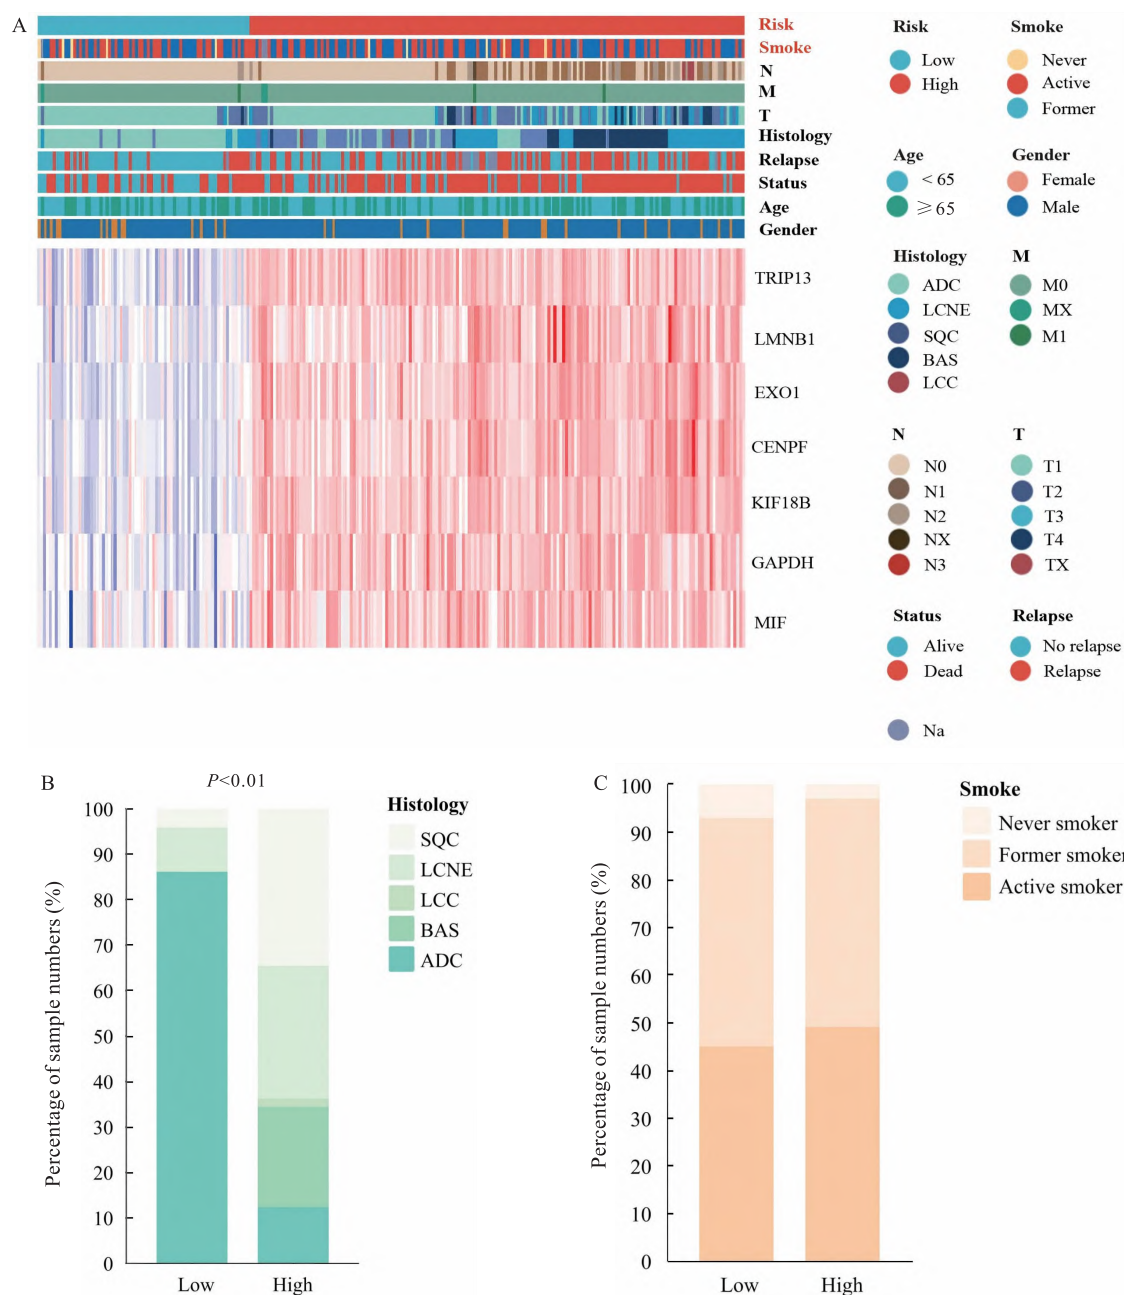 A
Risk
Smoke
N
M
T
Histology
Relapse
Status
Age
Gender
TRIP13
LMNB1
EXO1
CENPF
KIF18B
GAPDH
MIF
Risk
Low
High
Smoke
Never
Active
Former
Age
< 65
⩾ 65
Gender
Female
Male
Histology
ADC
LCNE
SQC
BAS
LCC
M
M0
MX
M1
N
N0
N1
N2
NX
N3
T
T1
T2
T3
T4
TX
Status
Alive
Dead
Relapse
No relapse
Relapse
Na
B
P<0.01
Percentage of sample numbers (%)
100
90
80
70
60
50
40
30
20
10
0
Low
High
Histology
SQC
LCNE
LCC
BAS
ADC
C
Percentage of sample numbers (%)
100
90
80
70
60
50
40
30
20
10
0
Low
High
Smoke
Never smoker
Former smoker
Active smoker